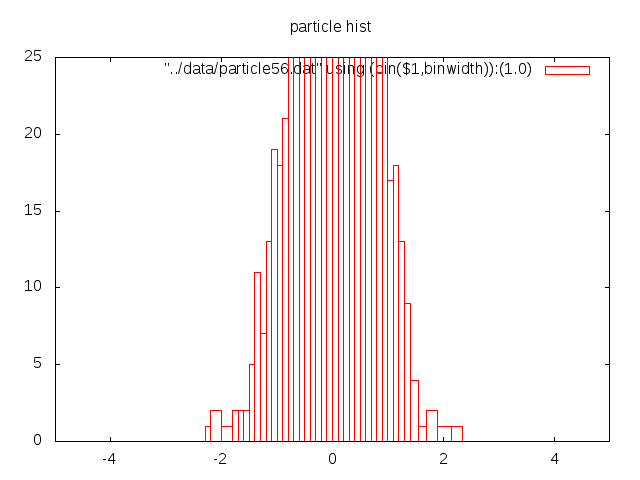 particle hist
25
"../data/particle56.dat" using (bin($1,binwidth)):(1.0)
20
15
10
5
0
-4 -2 0 2 4